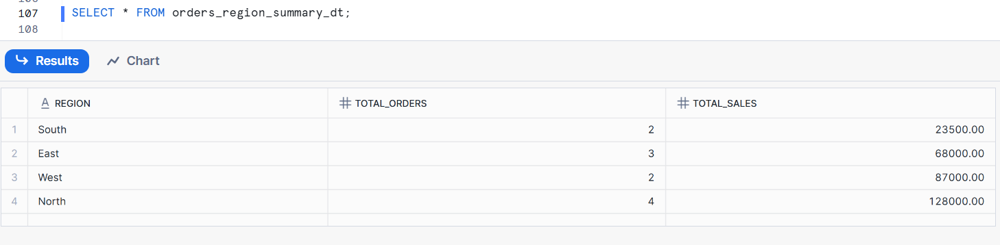 107 SELECT * FROM orders_region_summary_dt;
108
Results Chart
A REGION # TOTAL_ORDERS # TOTAL_SALES
1 South 2 23500.00
2 East 3 68000.00
3 West 2 87000.00
4 North 4 128000.00